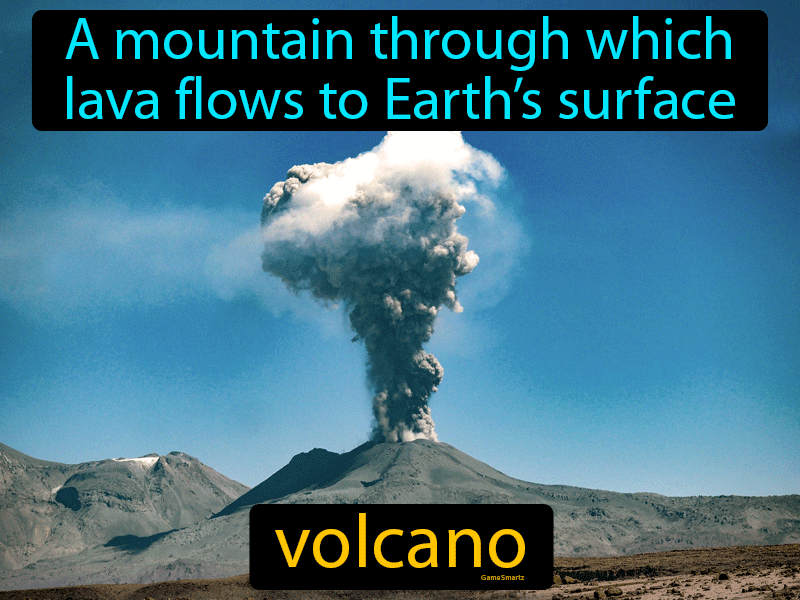 A mountain through which
lava flows to Earth’s surface
volcano
GameSmartz